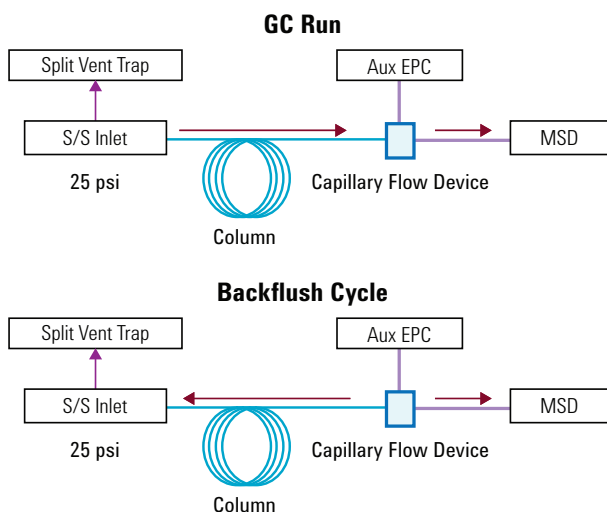 GC Run
Split Vent Trap
Aux EPC
S/S Inlet
MSD
25 psi
Capillary Flow Device
Column
Backflush Cycle
Split Vent Trap
Aux EPC
S/S Inlet
MSD
25 psi
Capillary Flow Device
Column